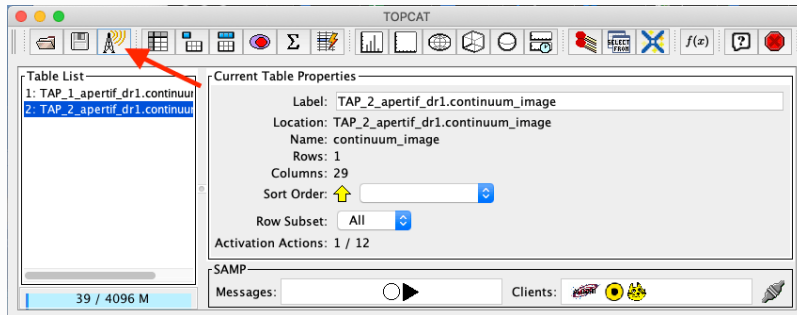 TOPCAT
Σ
SELECT
FROM
f(x)
?
Table List
1: TAP_1_apertif_dr1.continuur
2: TAP_2_apertif_dr1.continuur
39 / 4096 M
Current Table Properties
Label: TAP_2_apertif_dr1.continuum_image
Location: TAP_2_apertif_dr1.continuum_image
Name: continuum_image
Rows: 1
Columns: 29
Sort Order:
Row Subset: All
Activation Actions: 1 / 12
SAMP
Messages:
Clients: